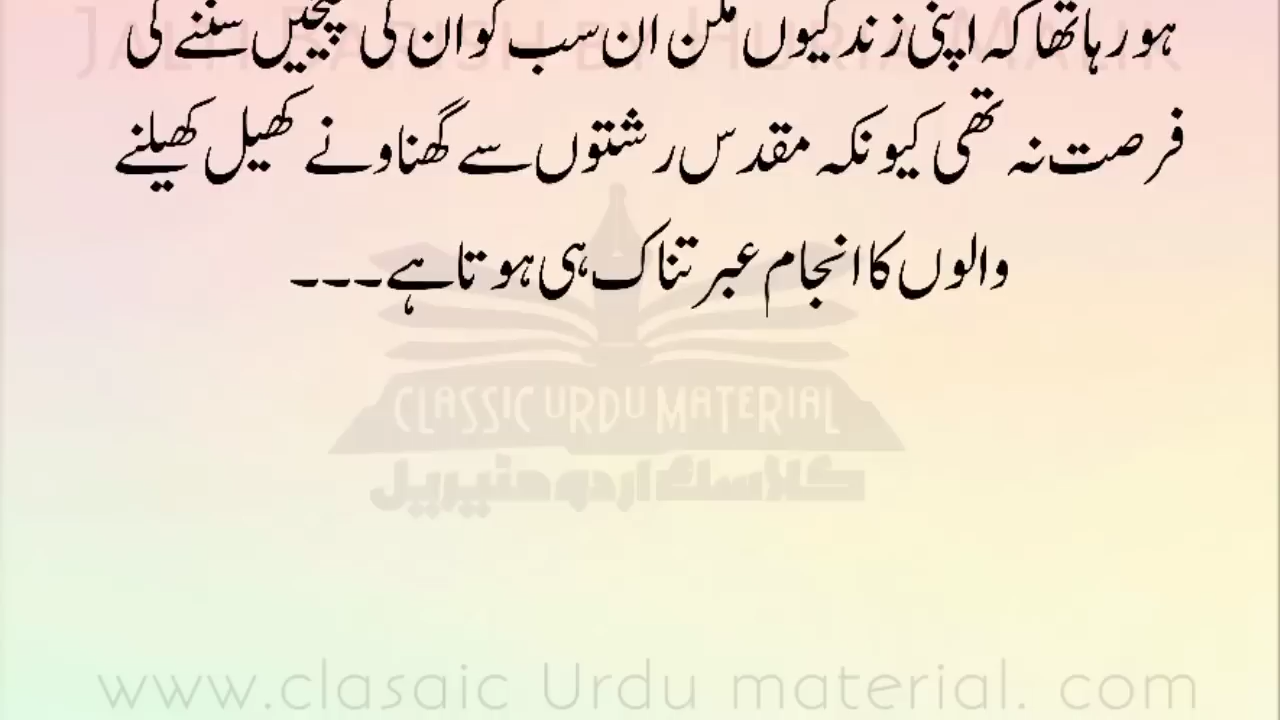 ہو رہا تھا کہ اپنی زندگیوں مگن ان سب کو ان کی چیخیں سننے کی
فرصت نہ تھی کیونکہ مقدس رشتوں سے گھناونے کھیل کھیلنے
والوں کا انجام عبرتناک ہی ہوتا ہے ۔۔۔
CLASSIC URDU MATERIAL
کلاسک اردو میٹیریل
www.clasaic Urdu material. com